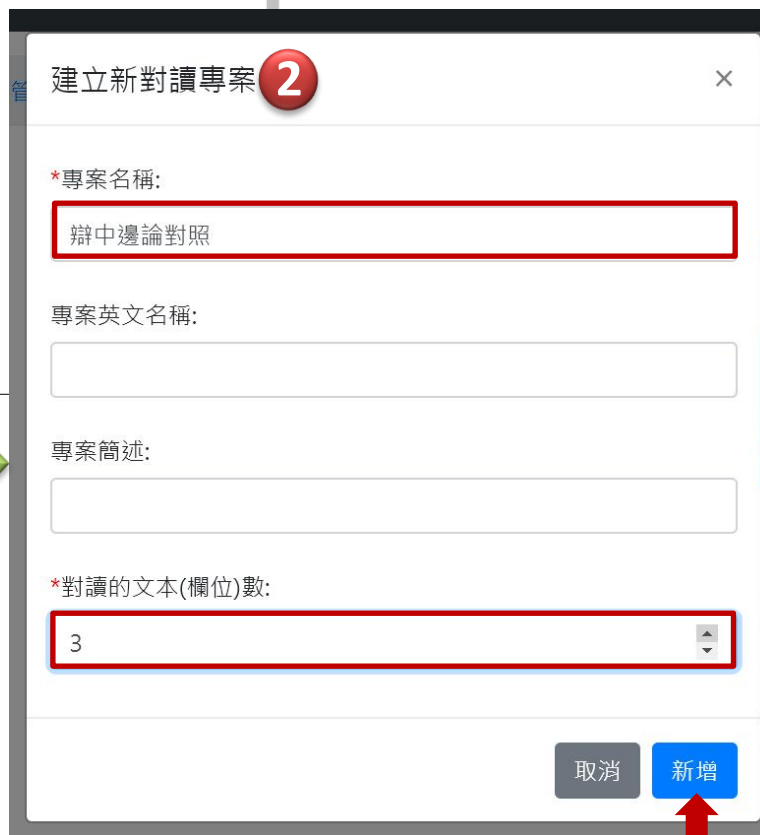 管
建立新對讀專案 2 ×
*專案名稱:
辯中邊論對照
專案英文名稱:
專案簡述:
*對讀的文本(欄位)數:
3
取消 新增